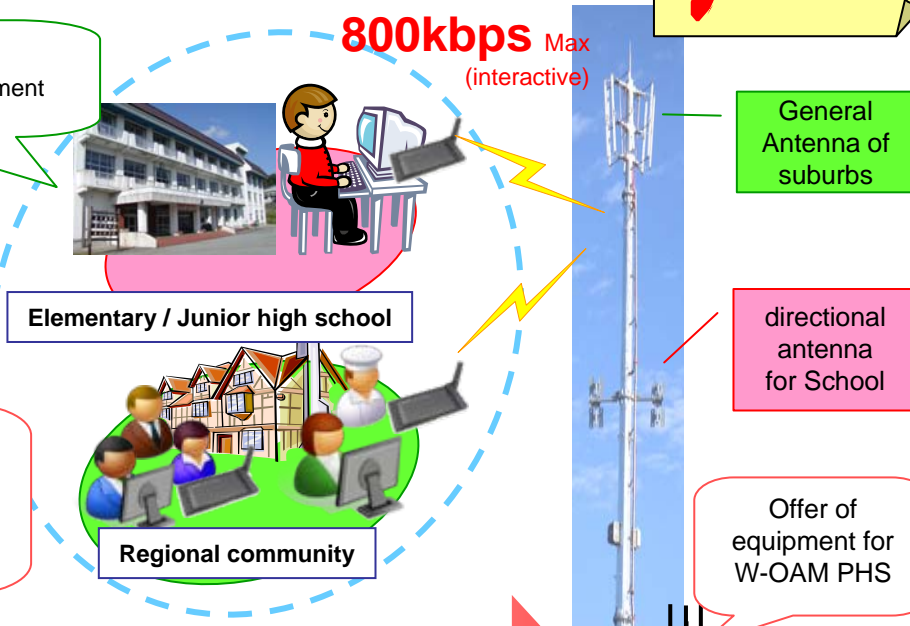 800kbps Max
(interactive)
General
Antenna of
suburbs
Elementary / Junior high school
directional
antenna
for School
Regional community
Offer of
equipment for
W-OAM PHS